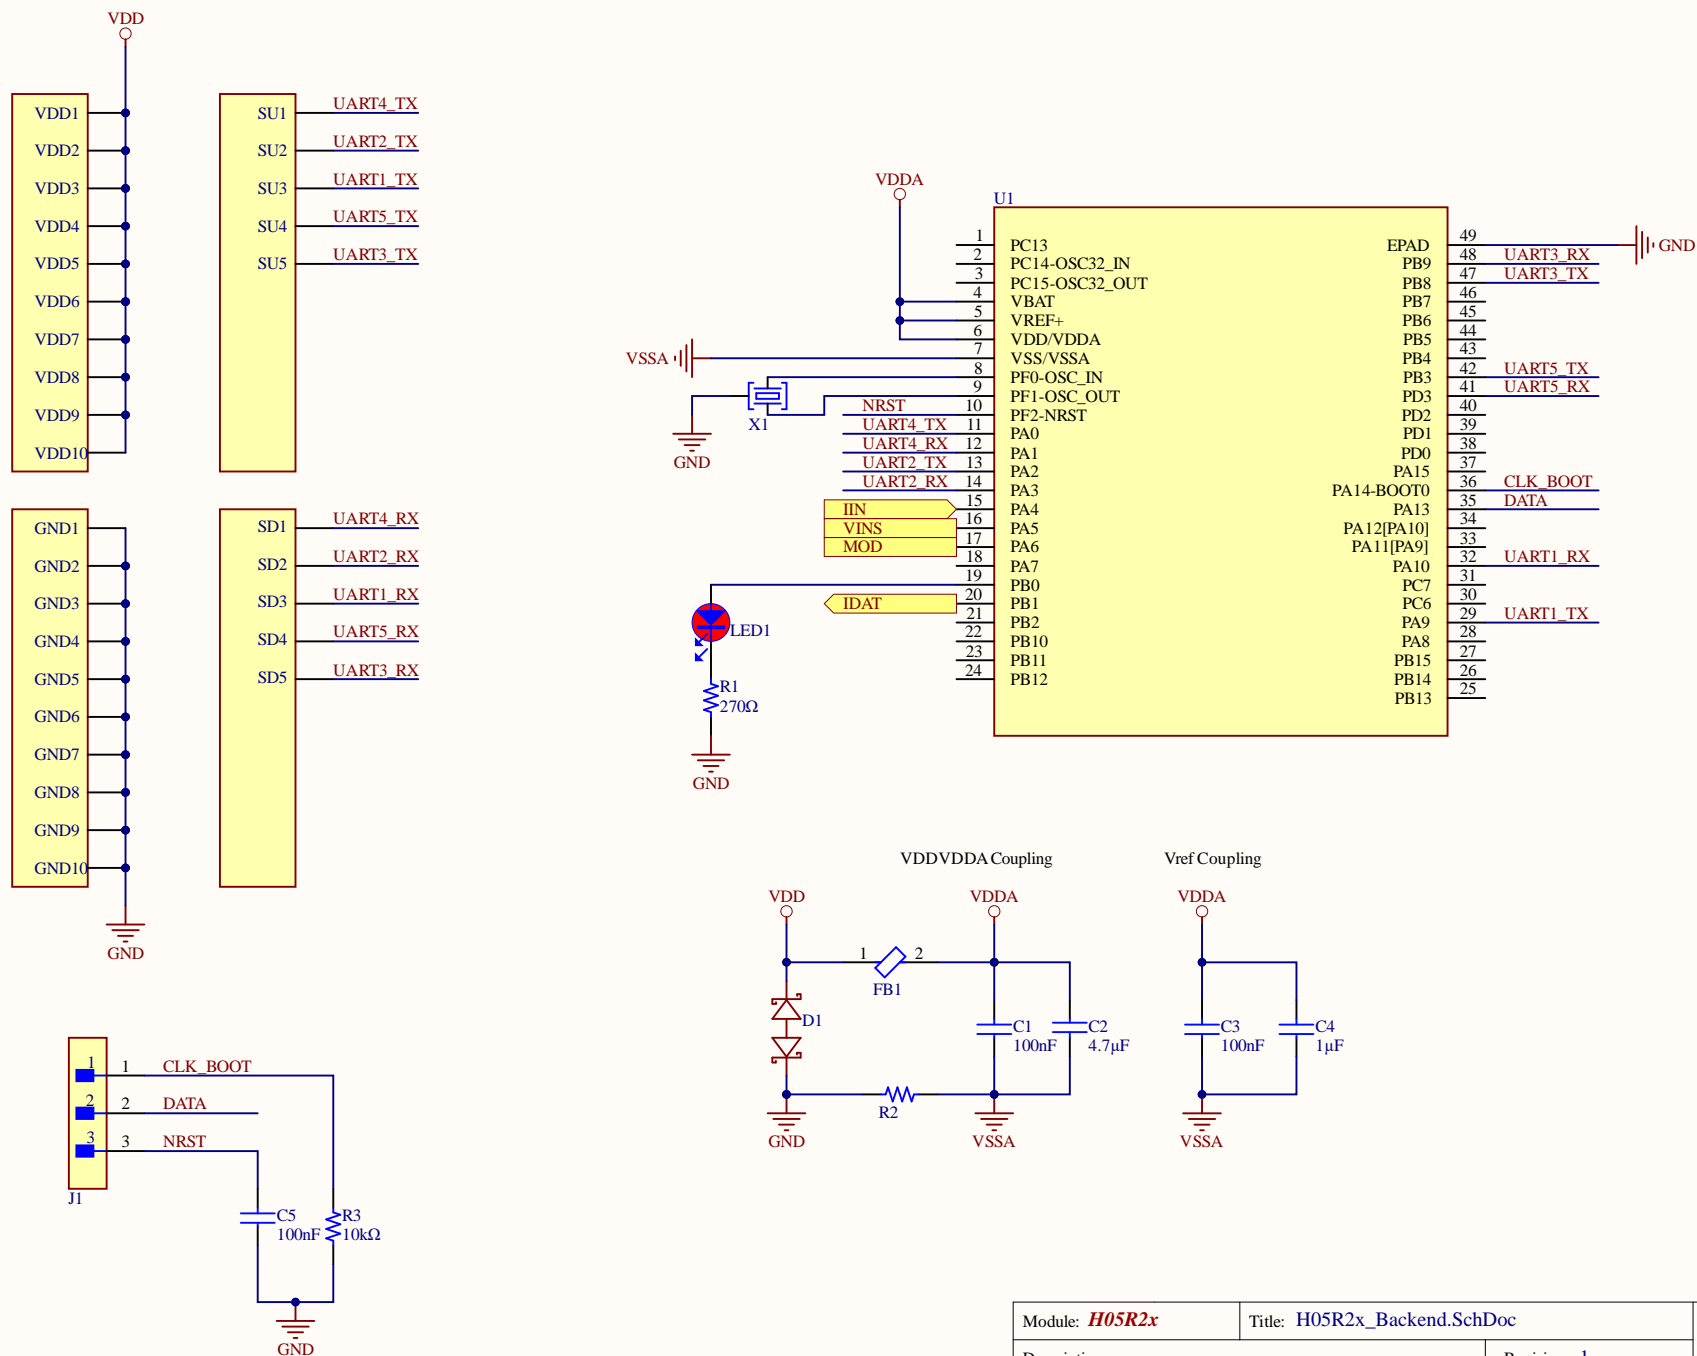 VDD
VDD1
VDD2
VDD3
VDD4
VDD5
VDD6
VDD7
VDD8
VDD9
VDD10
SU1 UART4_TX
SU2 UART2_TX
SU3 UART1_TX
SU4 UART5_TX
SU5 UART3_TX
GND1
GND2
GND3
GND4
GND5
GND6
GND7
GND8
GND9
GND10
GND
SD1 UART4_RX
SD2 UART2_RX
SD3 UART1_RX
SD4 UART5_RX
SD5 UART3_RX
1 1 CLK_BOOT
2 2 DATA
3 3 NRST
J1
C5
100nF
R3
10kΩ
GND
VDDA
U1
1 PC13
2 PC14-OSC32_IN
3 PC15-OSC32_OUT
4 VBAT
5 VREF+
6 VDD/VDDA
VSSA 7 VSS/VSSA
8 PF0-OSC_IN
9 PF1-OSC_OUT
X1
GND
NRST 10 PF2-NRST
UART4_TX 11 PA0
UART4_RX 12 PA1
UART2_TX 13 PA2
UART2_RX 14 PA3
IIN 15 PA4
VINS 16 PA5
MOD 17 PA6
18 PA7
19 PB0
IDAT 20 PB1
21 PB2
22 PB10
23 PB11
24 PB12
LED1
R1
270Ω
GND
EPAD 49 GND
PB9 48 UART3_RX
PB8 47 UART3_TX
PB7 46
PB6 45
PB5 44
PB4 43
PB3 42 UART5_TX
PD3 41 UART5_RX
PD2 40
PD1 39
PD0 38
PA15 37
PA14-BOOT0 36 CLK_BOOT
PA13 35 DATA
PA12[PA10] 34
PA11[PA9] 33
PA10 32 UART1_RX
PC7 31
PC6 30
PA9 29 UART1_TX
PA8 28
PB15 27
PB14 26
PB13 25
VDDVDDA Coupling
VDD
VDDA
1 2
FB1
D1
C1
100nF
C2
4.7µF
R2
GND
VSSA
Vref Coupling
VDDA
C3
100nF
C4
1µF
VSSA
Module: H05R2x
Title: H05R2x_Backend.SchDoc